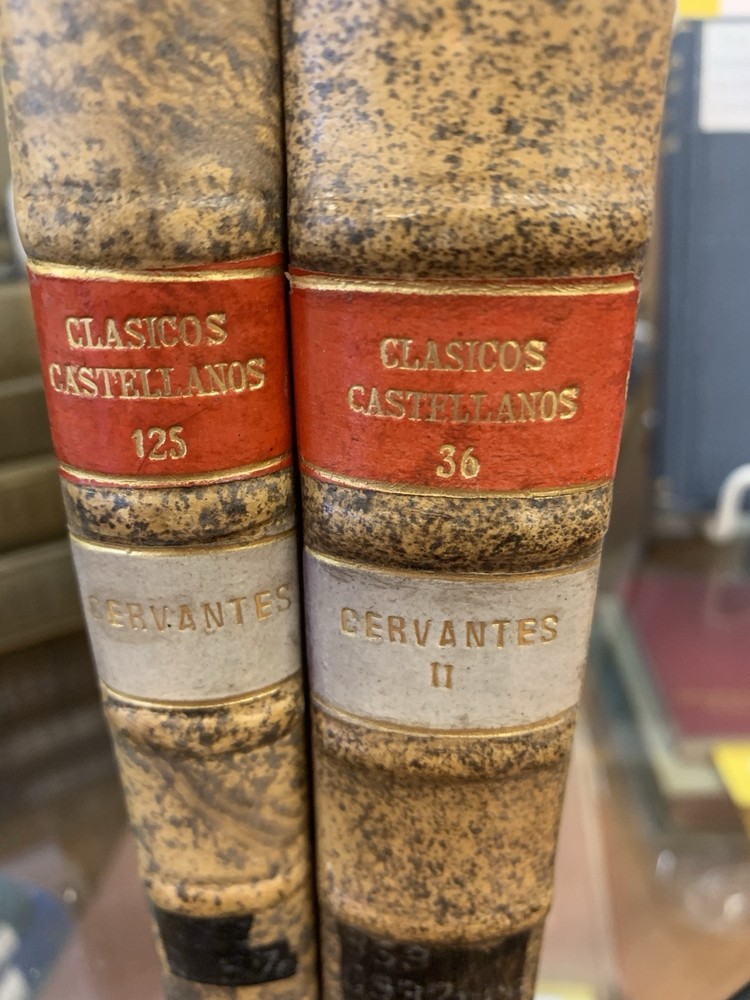 CLASICOS
CASTELLANOS
125
CERVANTES
CLASICOS
CASTELLANOS
36
CERVANTES
II